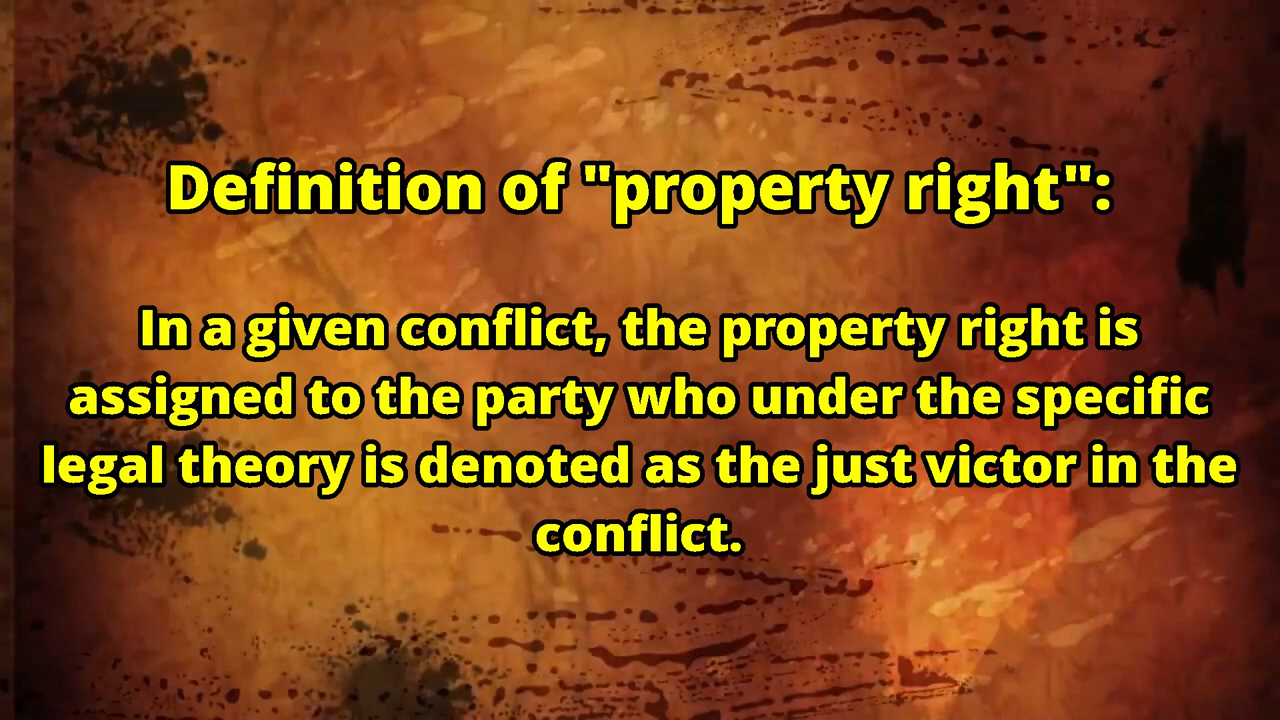 Definition of "property right":
In a given conflict, the property right is
assigned to the party who under the specific
legal theory is denoted as the just victor in the
conflict.